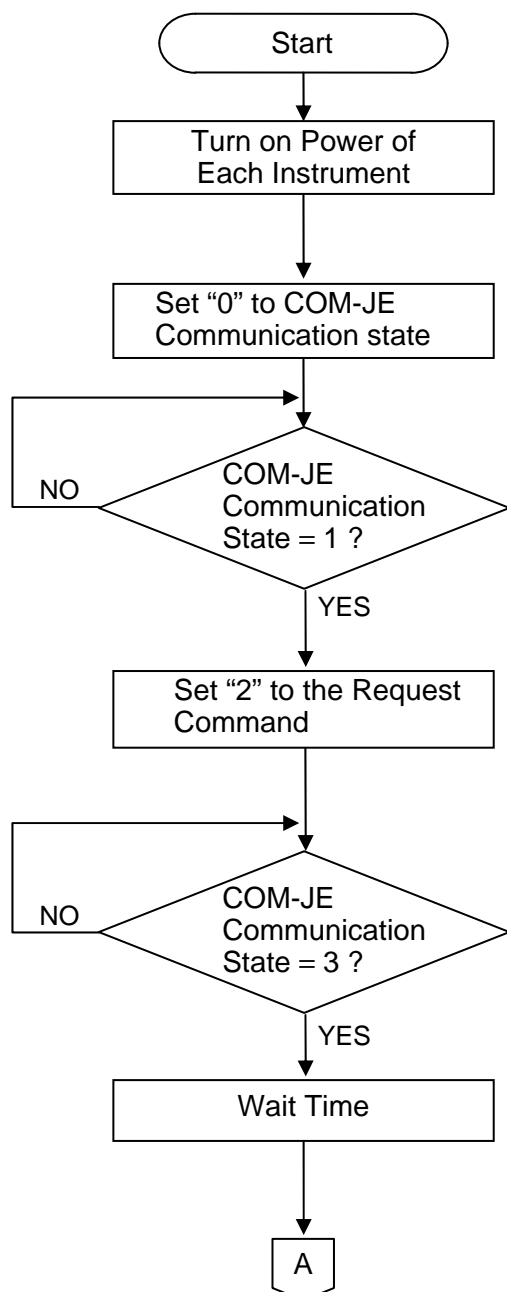 Start
Turn on Power of
Each Instrument
Set “0” to COM-JE
Communication state
COM-JE
Communication
State = 1 ?
NO
YES
Set “2” to the Request
Command
COM-JE
Communication
State = 3 ?
NO
YES
Wait Time
A